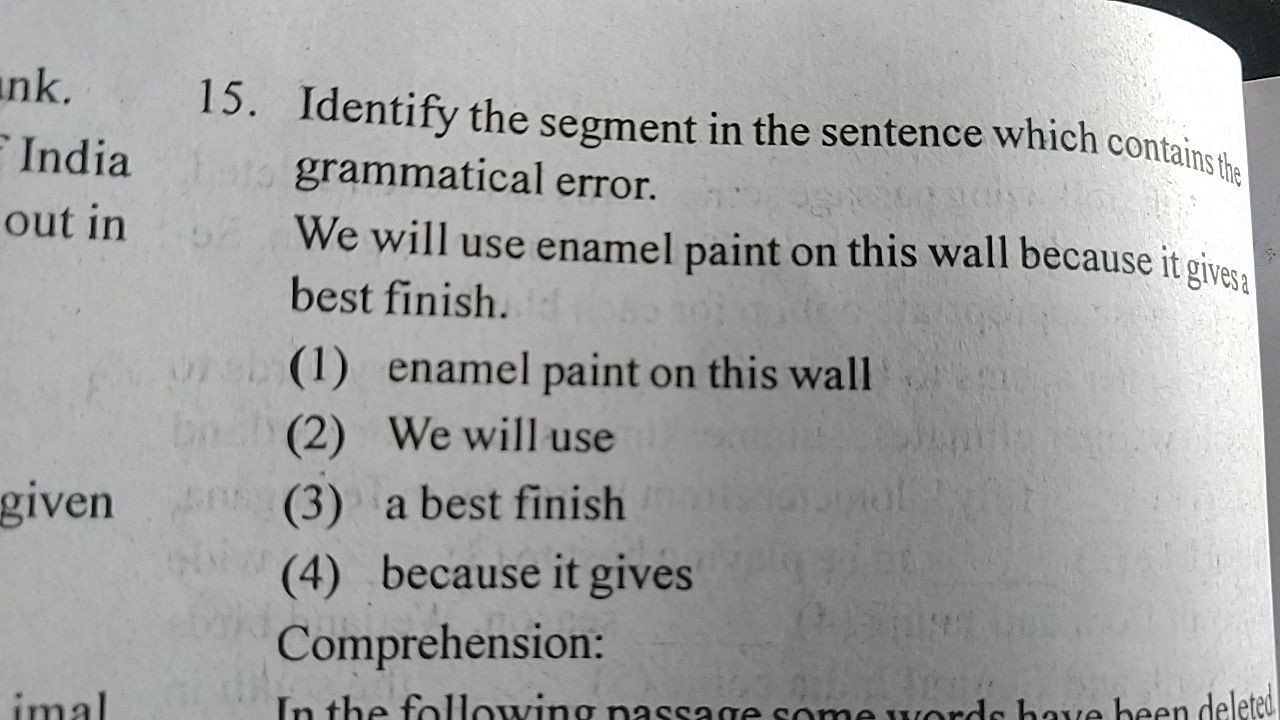 ank.
India
out in
given
imal
15. Identify the segment in the sentence which contains the
grammatical error.
We will use enamel paint on this wall because it gives a
best finish.
(1) enamel paint on this wall
(2) We will use
(3) a best finish
(4) because it gives
Comprehension:
In the following passage some words have been deleted